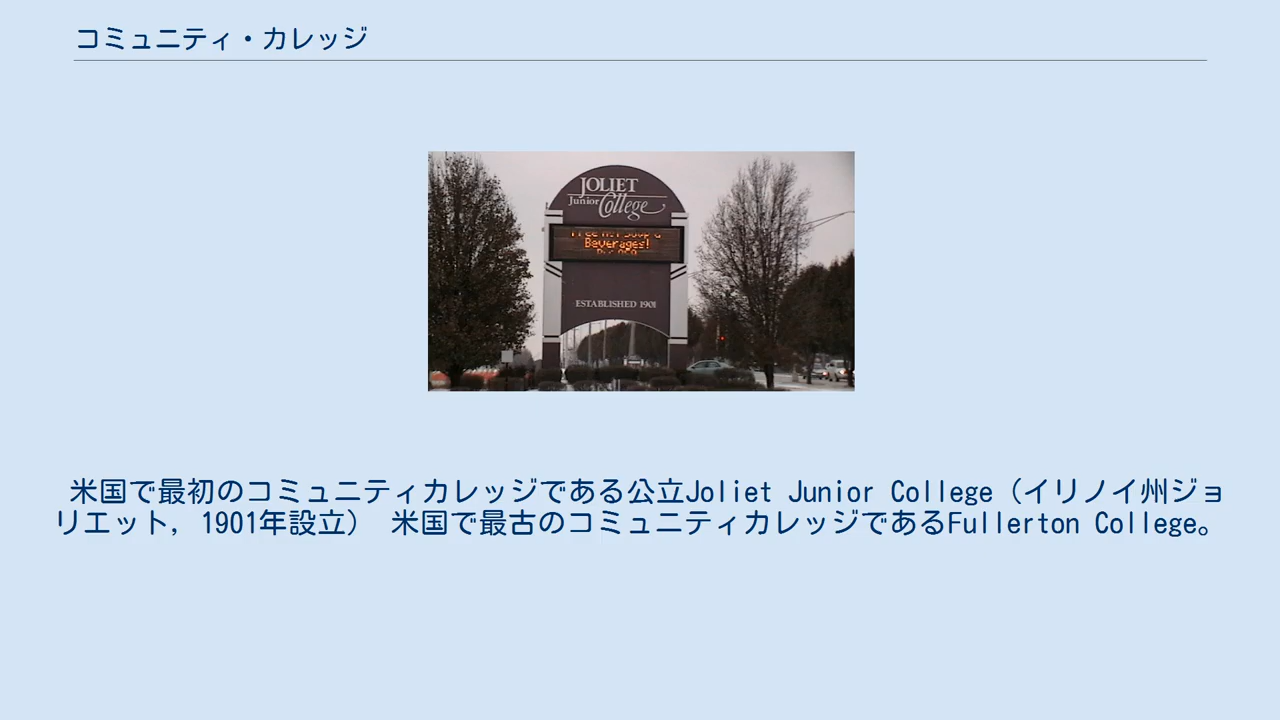 コミュニティ・カレッジ
JOLIET
Junior College
Beverages!
ESTABLISHED 1901
米国で最初のコミュニティカレッジである公立Joliet Junior College（イリノイ州ジョ
リエット, 1901年設立） 米国で最古のコミュニティカレッジであるFullerton College。